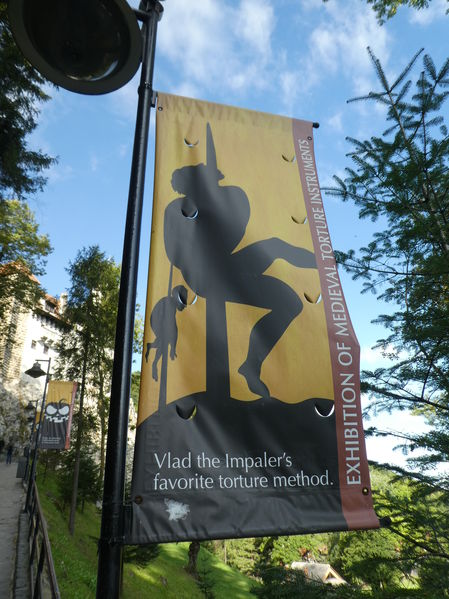 EXHIBITION OF MEDIEVAL TORTURE INSTRUMENTS
Vlad the Impaler's
favorite torture method.